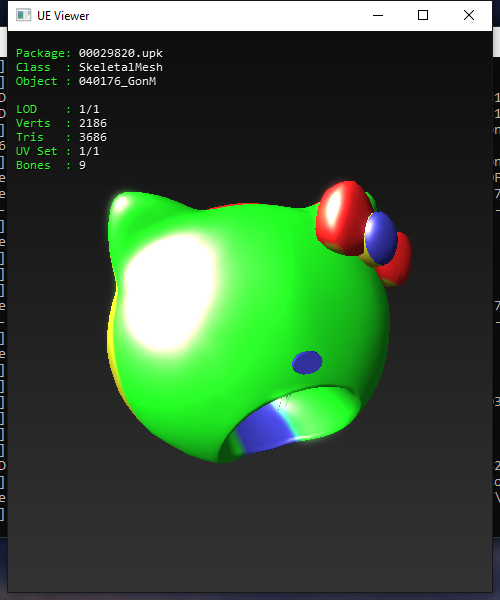 UE Viewer
Package: 00029820.upk
Class  : SkeletalMesh
Object : 040176_GonM
LOD    : 1/1
Verts  : 2186
Tris   : 3686
UV Set : 1/1
Bones  : 9